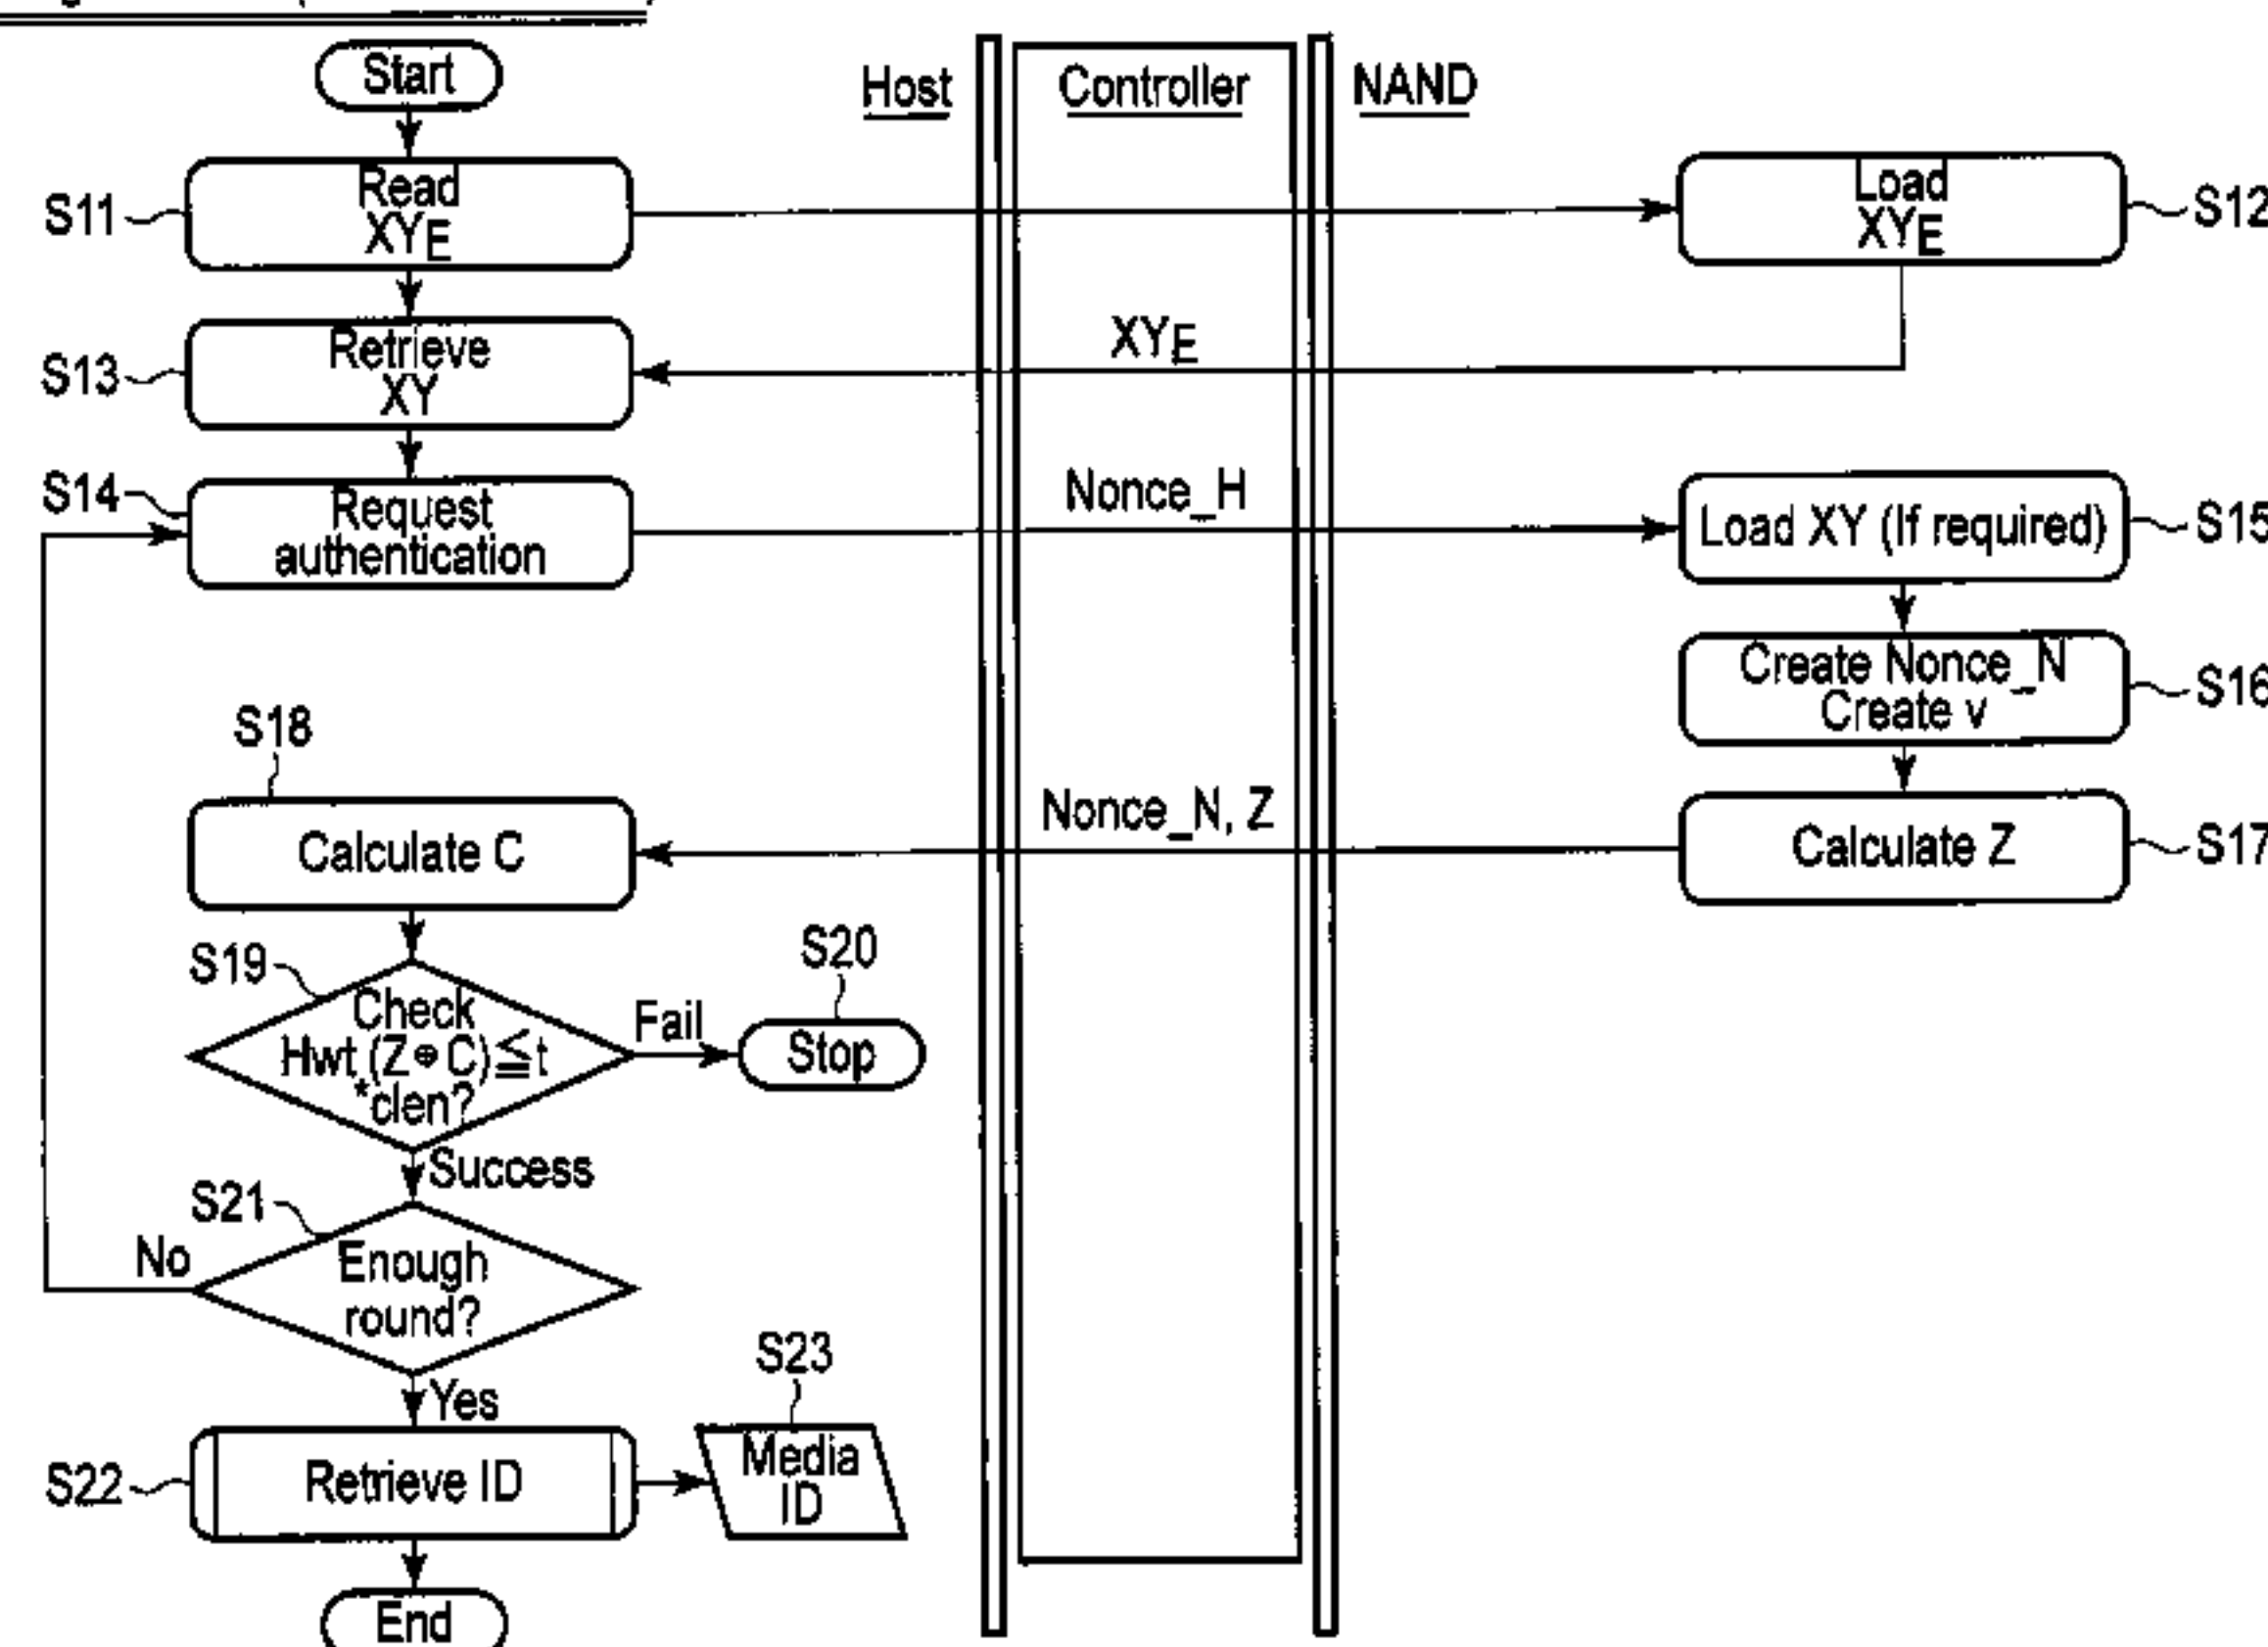 Start
Host
Controller
NAND
S11
Read
XYE
Load
XYE
S12
S13
Retrieve
XY
XYE
S14
Request
authentication
Nonce_H
Load XY (If required)
S15
Create Nonce_N
Create v
S16
S18
Calculate C
Nonce_N, Z
Calculate Z
S17
S19
Check
Hwt (Z ⊕ C)≦t
*clen?
Fail
S20
Stop
Success
S21
Enough
round?
No
Yes
S22
Retrieve ID
S23
Media
ID
End